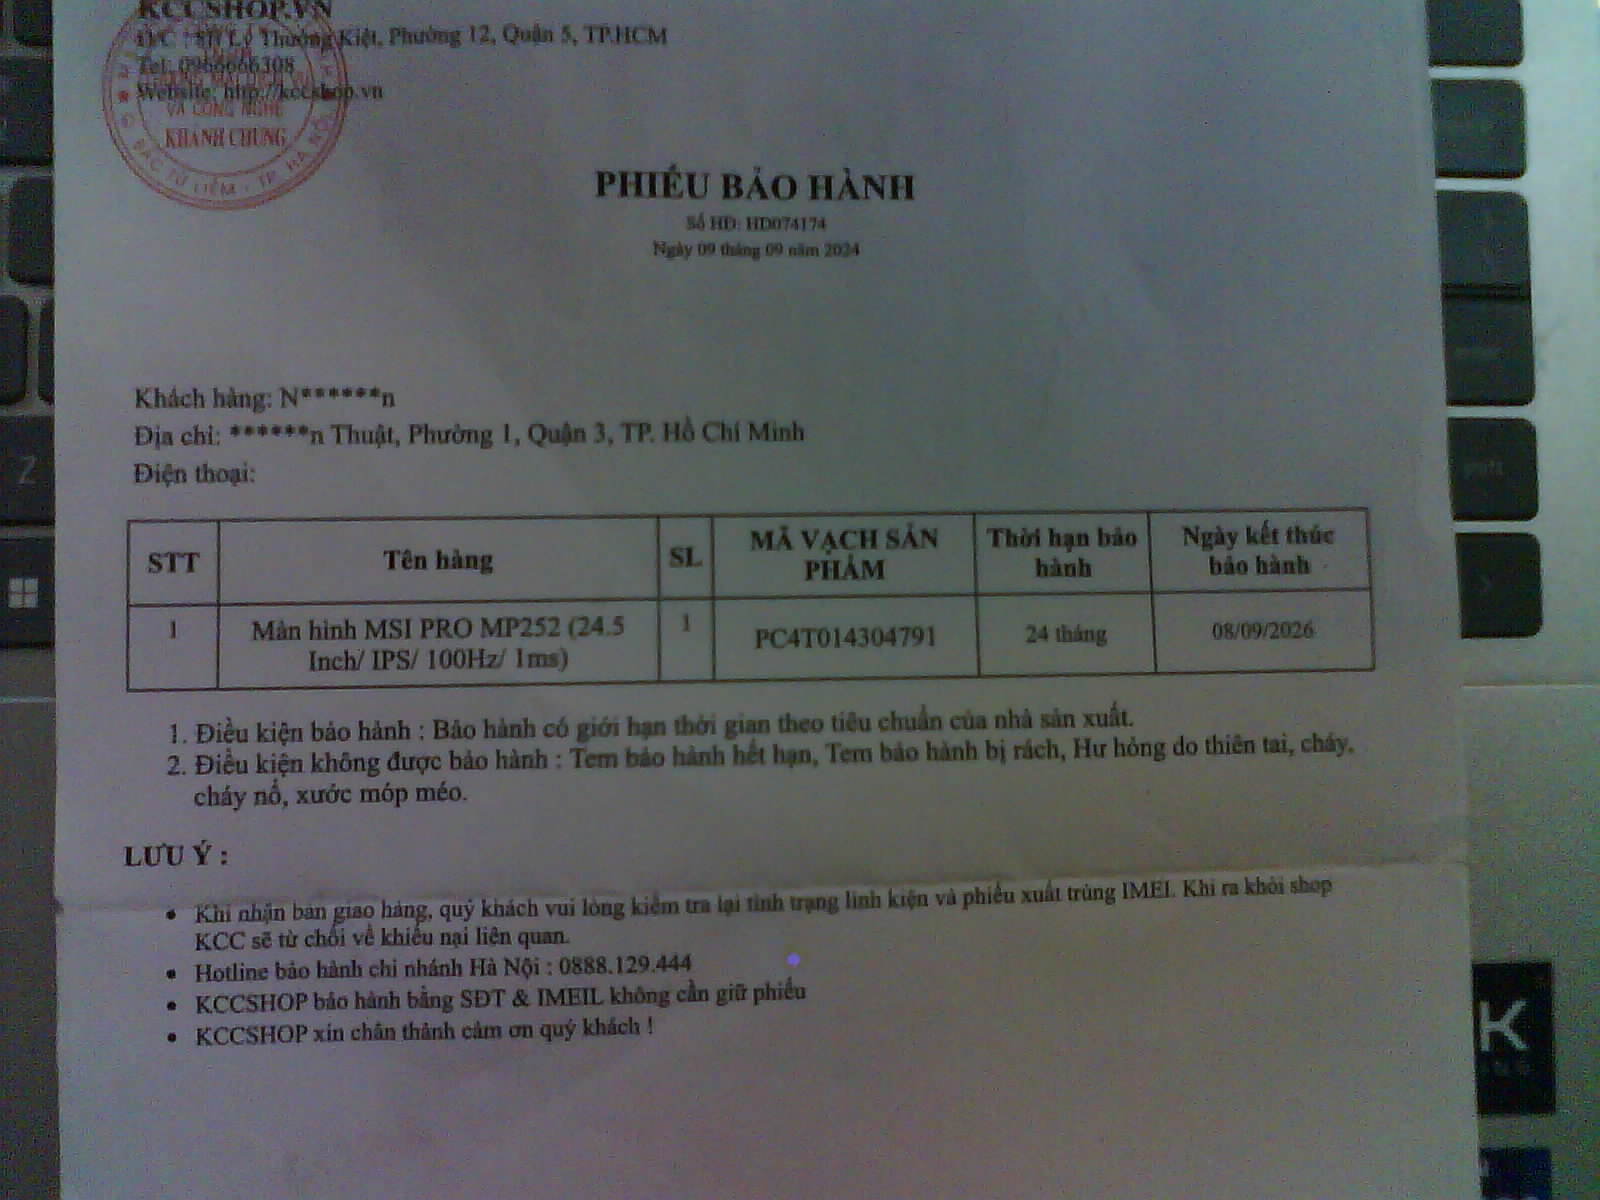 KCCSHOP.VN
Lý Thường Kiệt, Phường 12, Quận 5, TP.HCM
Tel: 0966666308
Website: http://kccshop.vn
VÀ CÔNG NGHỆ
KHÁNH CHUNG
BẮC TỪ LIÊM - TP. HÀ NỘI
PHIẾU BẢO HÀNH
Số HĐ: HD074174
Ngày 09 tháng 09 năm 2024
Khách hàng: N******n
Địa chỉ: ******n Thuật, Phường 1, Quận 3, TP. Hồ Chí Minh
Điện thoại:
STT Tên hàng SL MÃ VẠCH SẢN PHẨM Thời hạn bảo hành Ngày kết thúc bảo hành
1 Màn hình MSI PRO MP252 (24.5 Inch/ IPS/ 100Hz/ 1ms) 1 PC4T014304791 24 tháng 08/09/2026
1. Điều kiện bảo hành : Bảo hành có giới hạn thời gian theo tiêu chuẩn của nhà sản xuất.
2. Điều kiện không được bảo hành : Tem bảo hành hết hạn, Tem bảo hành bị rách, Hư hỏng do thiên tai, cháy,
cháy nổ, xước móp méo.
LƯU Ý :
• Khi nhận bàn giao hàng, quý khách vui lòng kiểm tra lại tình trạng linh kiện và phiếu xuất trùng IMEI. Khi ra khỏi shop
KCC sẽ từ chối về khiếu nại liên quan.
• Hotline bảo hành chi nhánh Hà Nội : 0888.129.444
• KCCSHOP bảo hành bằng SĐT & IMEIL không cần giữ phiếu
• KCCSHOP xin chân thành cảm ơn quý khách !
Z
shift
K